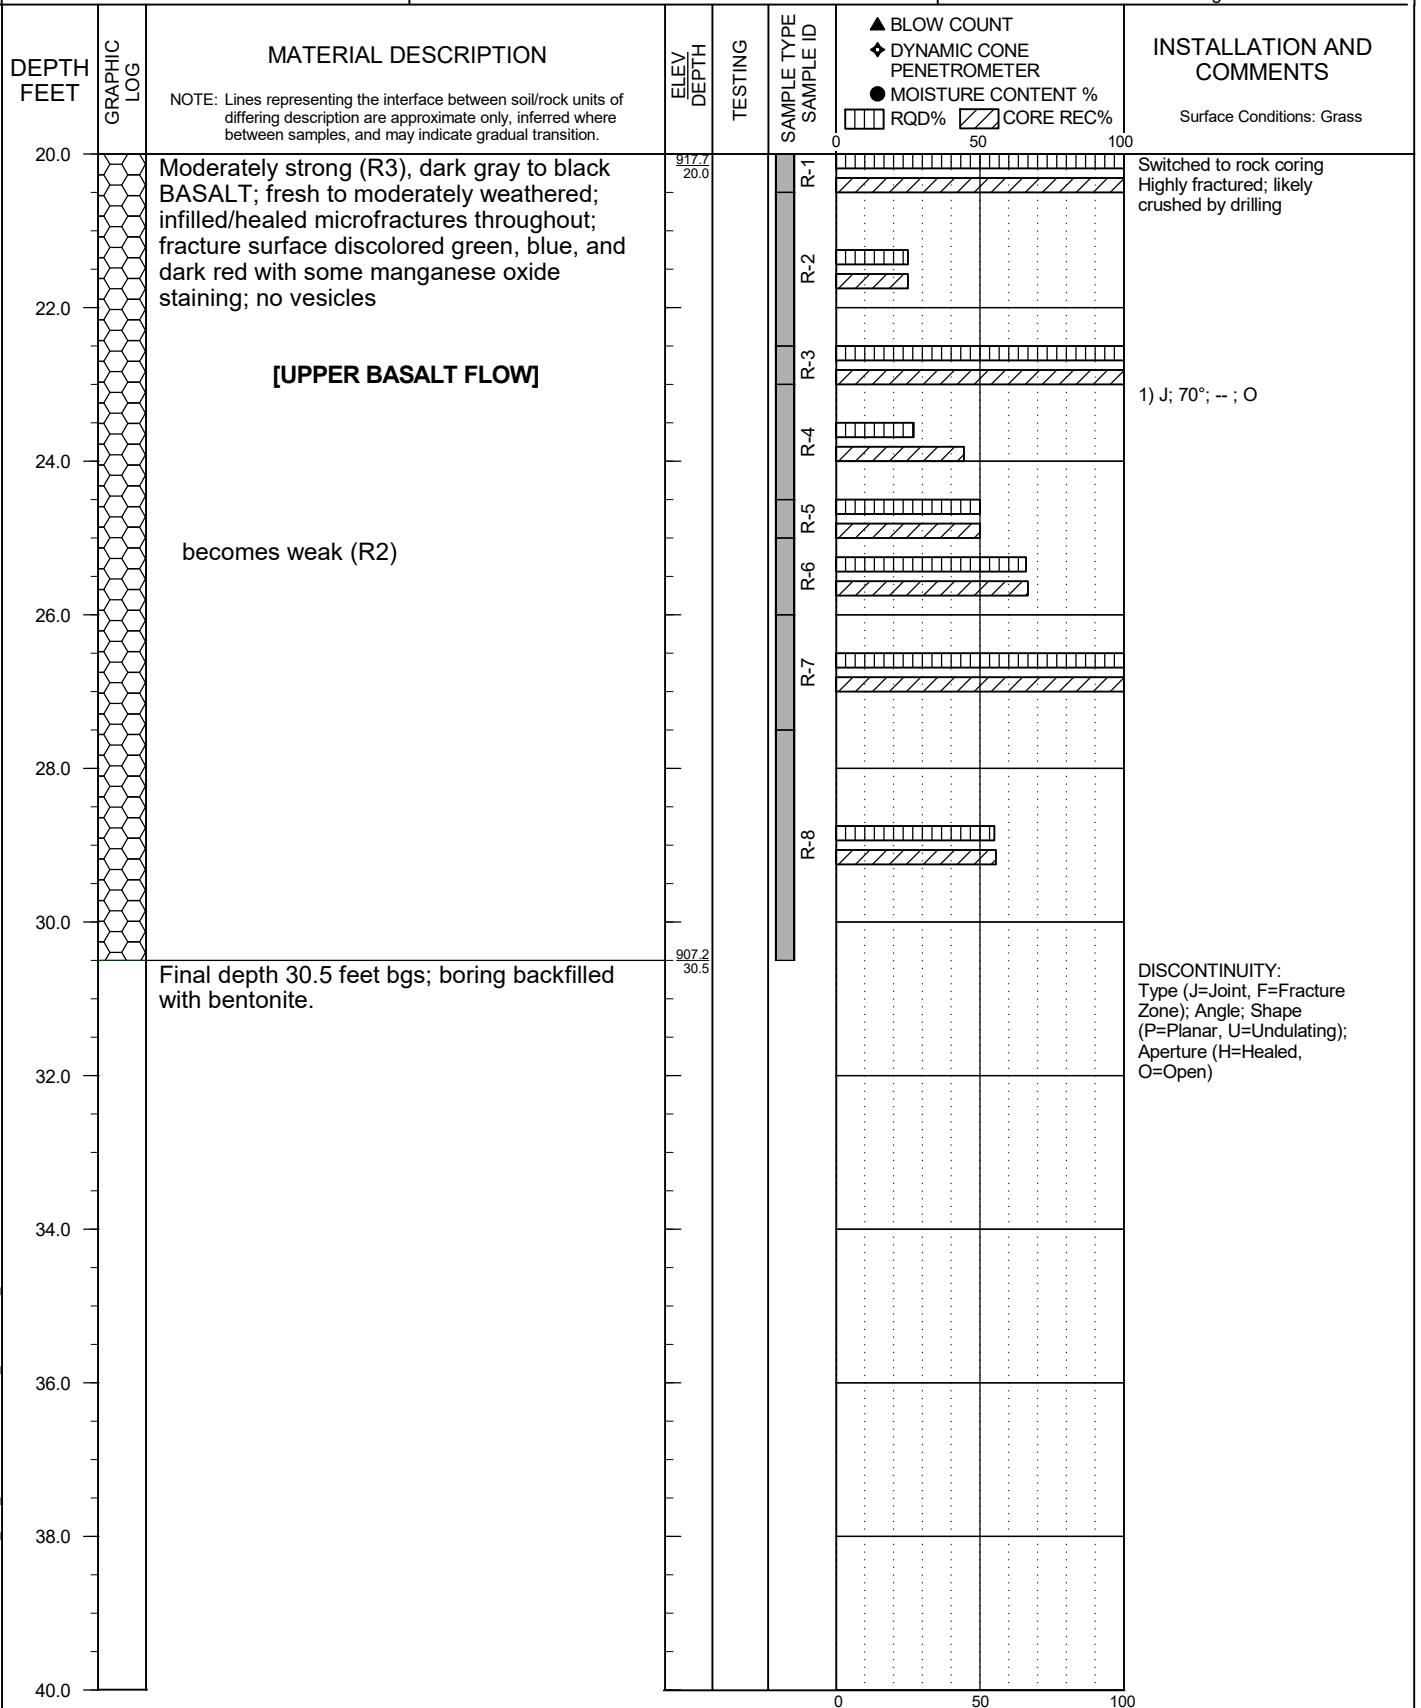 DEPTH
FEET
GRAPHIC
LOG
MATERIAL DESCRIPTION
NOTE: Lines representing the interface between soil/rock units of
differing description are approximate only, inferred where
between samples, and may indicate gradual transition.
ELEV
DEPTH
TESTING
SAMPLE TYPE
SAMPLE ID
▲ BLOW COUNT
DYNAMIC CONE
PENETROMETER
● MOISTURE CONTENT %
RQD% CORE REC%
0 50 100
INSTALLATION AND
COMMENTS
Surface Conditions: Grass
20.0
Moderately strong (R3), dark gray to black
BASALT; fresh to moderately weathered;
infilled/healed microfractures throughout;
fracture surface discolored green, blue, and
dark red with some manganese oxide
staining; no vesicles
917.7
20.0
R-1
Switched to rock coring
Highly fractured; likely
crushed by drilling
R-2
22.0
[UPPER BASALT FLOW]
R-3
1) J; 70°; -- ; O
R-4
24.0
R-5
becomes weak (R2)
R-6
26.0
R-7
28.0
R-8
30.0
907.2
30.5
Final depth 30.5 feet bgs; boring backfilled
with bentonite.
DISCONTINUITY:
Type (J=Joint, F=Fracture
Zone); Angle; Shape
(P=Planar, U=Undulating);
Aperture (H=Healed,
O=Open)
32.0
34.0
36.0
38.0
40.0
0 50 100